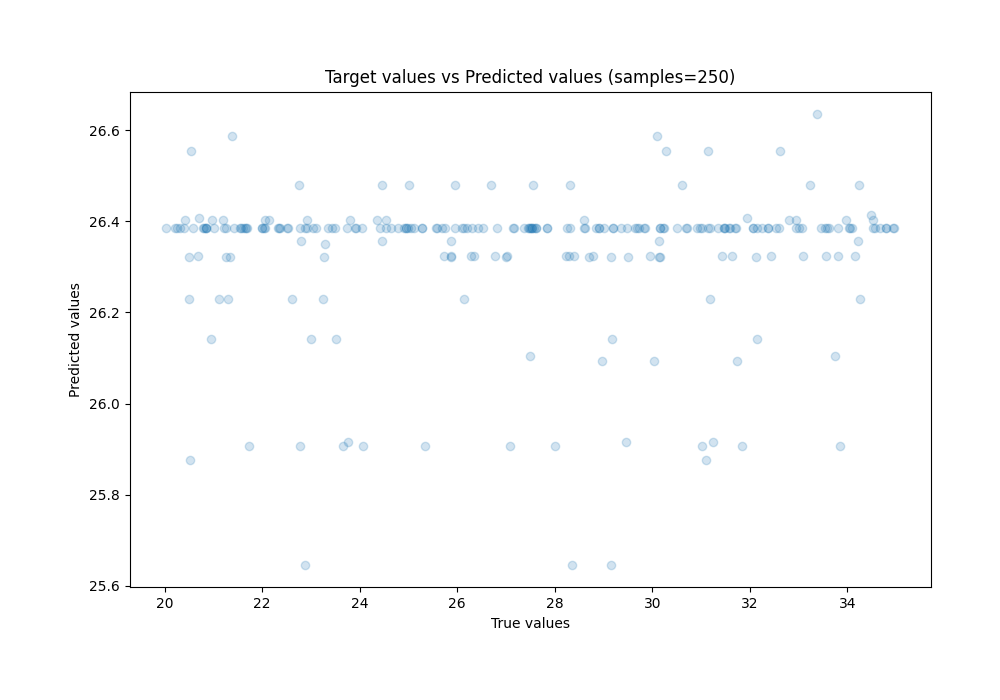 Target values vs Predicted values (samples=250)
Predicted values
26.6
26.4
26.2
26.0
25.8
25.6
20 22 24 26 28 30 32 34
True values